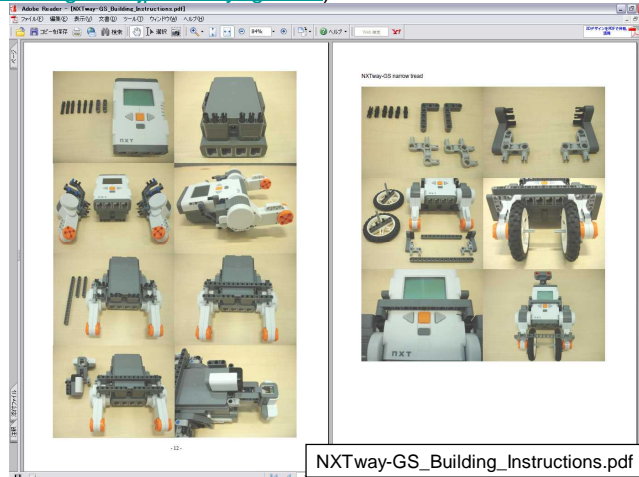 Adobe Reader - [NXTway-GS_Building_Instructions.pdf]
ファイル(F) 編集(E) 表示(V) 文書(D) ツール(T) ウィンドウ(W) ヘルプ(H)
コピーを保存 検索 選択 84% ヘルプ
NXTway-GS narrow tread
NXT
NXT
- 12 -
NXTway-GS_Building_Instructions.pdf